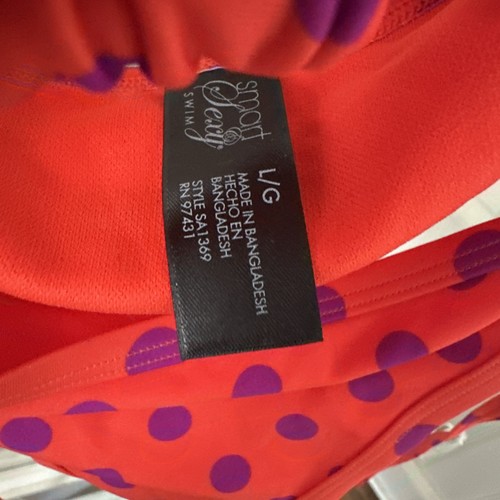 smart
Sexy
SWIM
L/G
MADE IN BANGLADESH
HECHO EN
BANGLADESH
STYLE SA1369
RN 97431